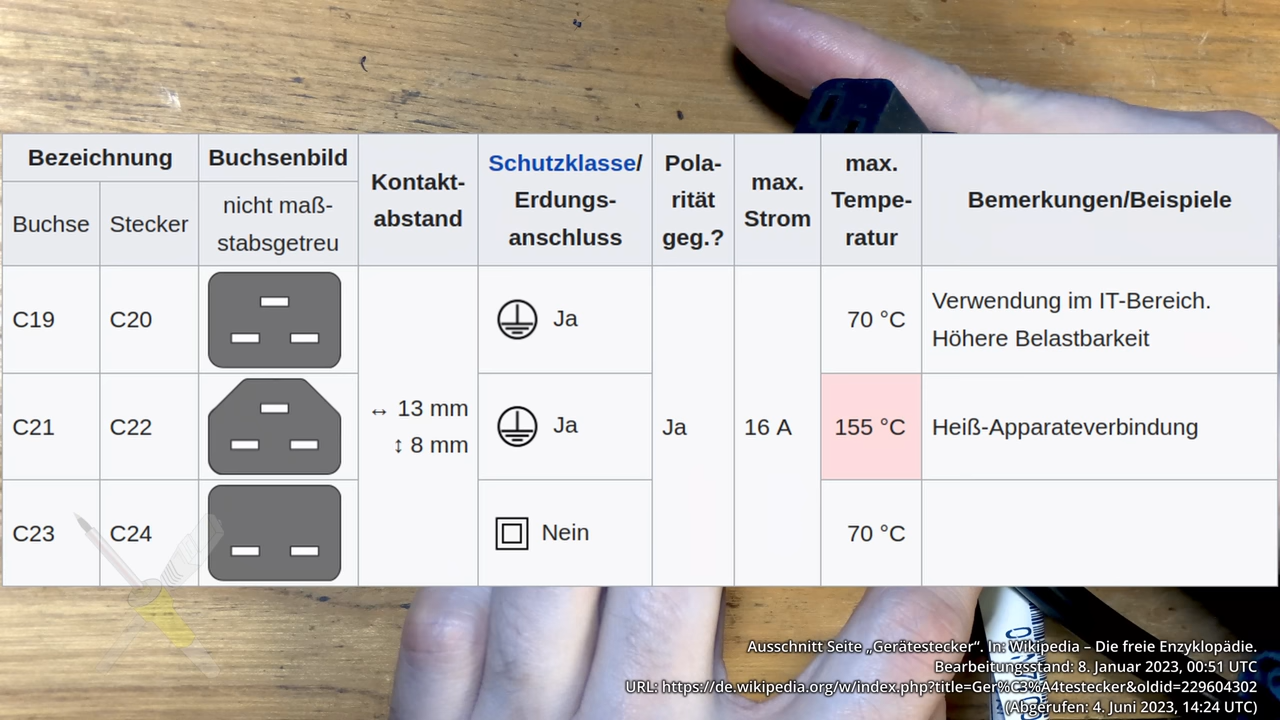 Bezeichnung
Buchsenbild
Kontakt-
abstand
Schutzklasse/
Erdungs-
anschluss
Pola-
rität
geg.?
max.
Strom
max.
Tempe-
ratur
Bemerkungen/Beispiele
Buchse
Stecker
nicht maß-
stabsgetreu
C19
C20
Ja
70 °C
Verwendung im IT-Bereich.
Höhere Belastbarkeit
C21
C22
↔ 13 mm
↕ 8 mm
Ja
Ja
16 A
155 °C
Heiß-Apparateverbindung
C23
C24
Nein
70 °C
Ausschnitt Seite „Gerätestecker“. In: Wikipedia – Die freie Enzyklopädie.
Bearbeitungsstand: 8. Januar 2023, 00:51 UTC
URL: https://de.wikipedia.org/w/index.php?title=Ger%C3%A4testecker&oldid=229604302
(Abgerufen: 4. Juni 2023, 14:24 UTC)